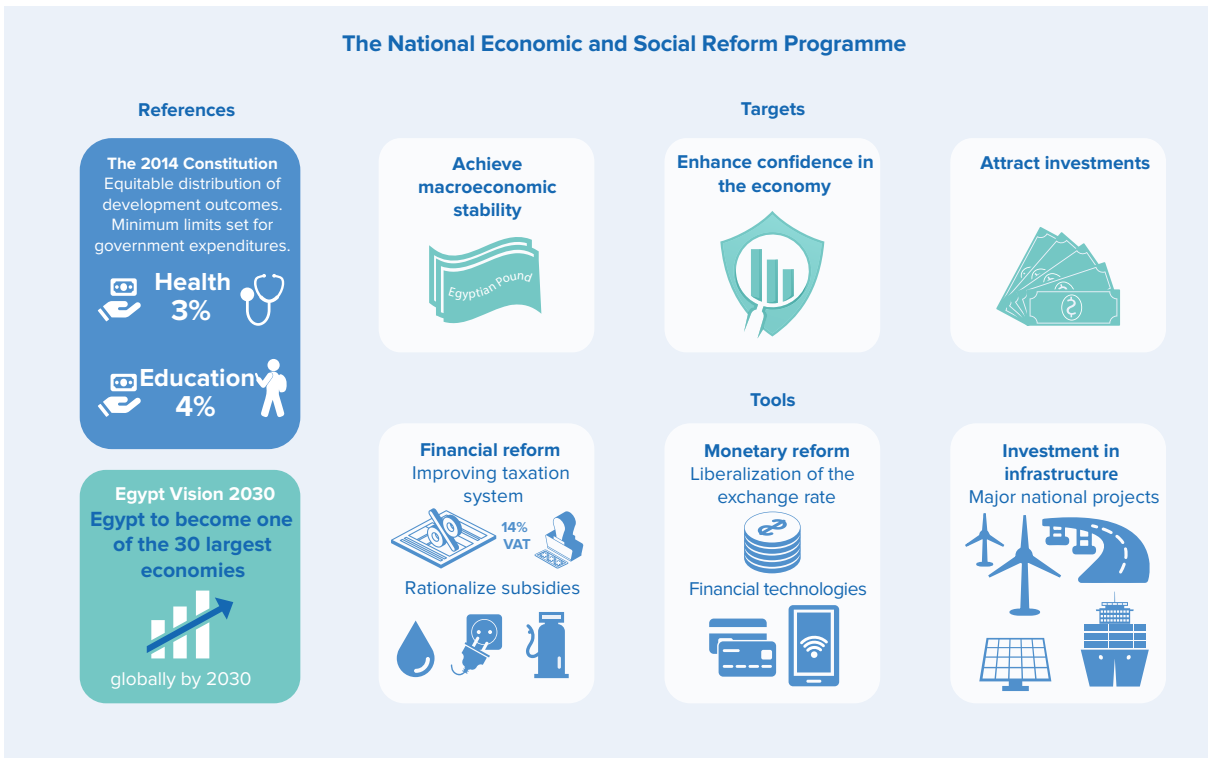 The National Economic and Social Reform Programme
References
The 2014 Constitution
Equitable distribution of
development outcomes.
Minimum limits set for
government expenditures.
Health
3%
Education
4%
Egypt Vision 2030
Egypt to become one
of the 30 largest
economies
globally by 2030
Targets
Achieve
macroeconomic
stability
Egyptian Pound
Enhance confidence in
the economy
Attract investments
Tools
Financial reform
Improving taxation
system
14%
VAT
Rationalize subsidies
Monetary reform
Liberalization of the
exchange rate
Financial technologies
Investment in
infrastructure
Major national projects